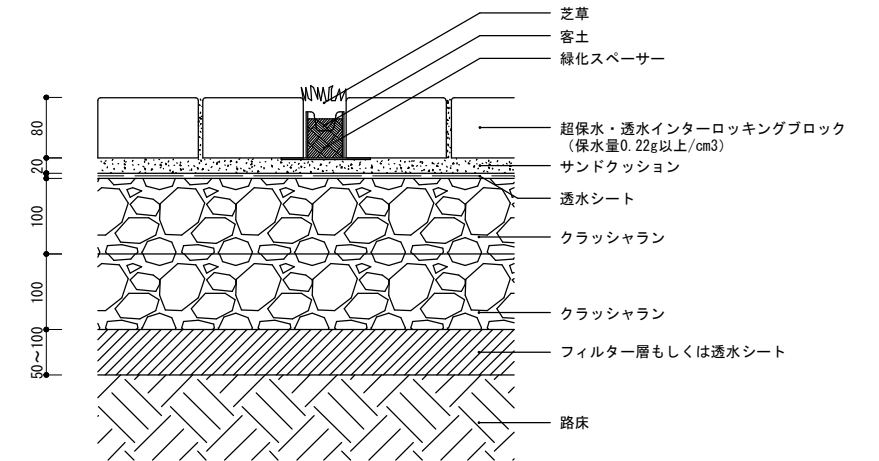 芝草
客土
緑化スペーサー
超保水・透水インターロッキングブロック
（保水量0.22g以上/cm3）
サンドクッション
透水シート
クラッシャラン
クラッシャラン
フィルター層もしくは透水シート
路床
80
20
100
100
50～100